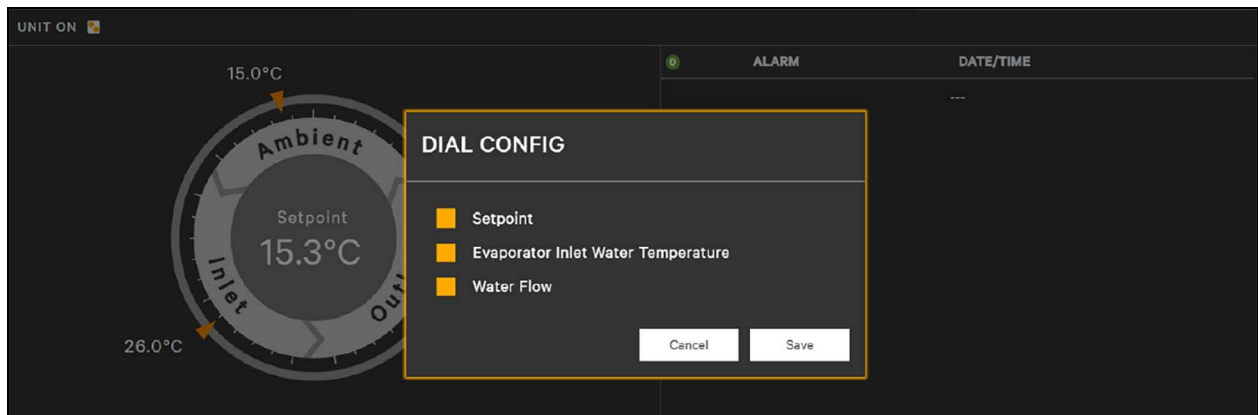 UNIT ON
15.0°C
0 ALARM DATE/TIME
---
Ambient
Setpoint
15.3°C
Inlet
26.0°C
DIAL CONFIG
Setpoint
Evaporator Inlet Water Temperature
Water Flow
Cancel Save